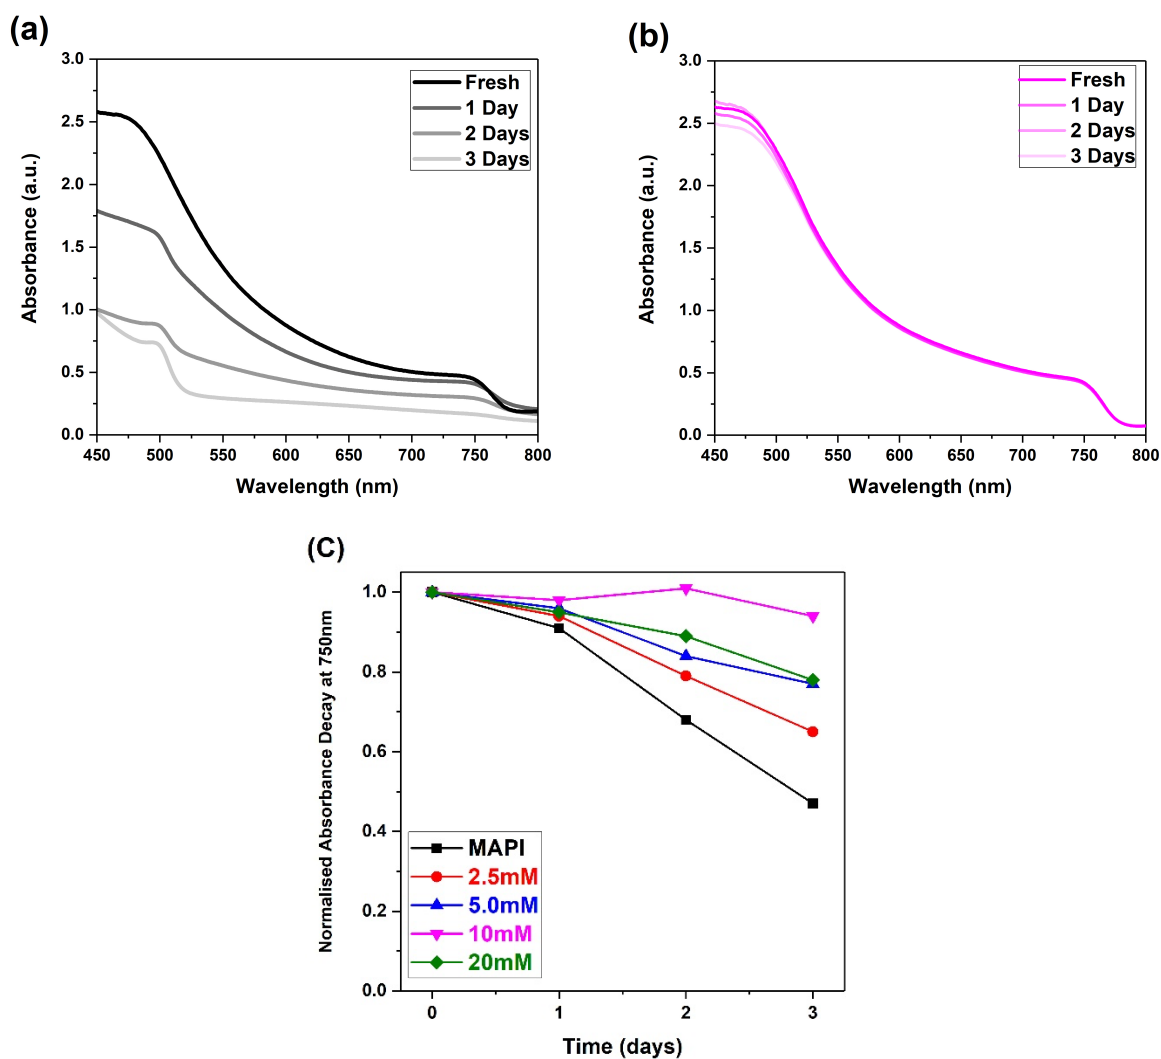 (a)
3.0
2.5
2.0
1.5
1.0
0.5
0.0
Absorbance (a.u.)
Fresh
1 Day
2 Days
3 Days
450 500 550 600 650 700 750 800
Wavelength (nm)
(b)
3.0
2.5
2.0
1.5
1.0
0.5
0.0
Absorbance (a.u.)
Fresh
1 Day
2 Days
3 Days
450 500 550 600 650 700 750 800
Wavelength (nm)
(C)
1.0
0.8
0.6
0.4
0.2
0.0
Normalised Absorbance Decay at 750nm
MAPI
2.5mM
5.0mM
10mM
20mM
0 1 2 3
Time (days)